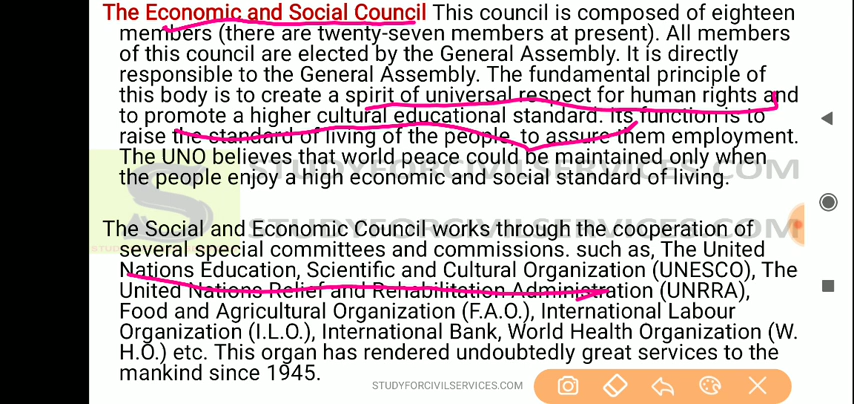 The Economic and Social Council This council is composed of eighteen
members (there are twenty-seven members at present). All members
of this council are elected by the General Assembly. It is directly
responsible to the General Assembly. The fundamental principle of
this body is to create a spirit of universal respect for human rights and
to promote a higher cultural educational standard. Its function is to
raise the standard of living of the people, to assure them employment.
The UNO believes that world peace could be maintained only when
the people enjoy a high economic and social standard of living.
STUDYFORCIVILSERVICES.COM
The Social and Economic Council works through the cooperation of
several special committees and commissions. such as, The United
Nations Education, Scientific and Cultural Organization (UNESCO), The
United Nations Relief and Rehabilitation Administration (UNRRA),
Food and Agricultural Organization (F.A.O.), International Labour
Organization (I.L.O.), International Bank, World Health Organization (W.
H.O.) etc. This organ has rendered undoubtedly great services to the
mankind since 1945.
STUDYFORCIVILSERVICES.COM
STUDYFORCIVILSERVICES.COM